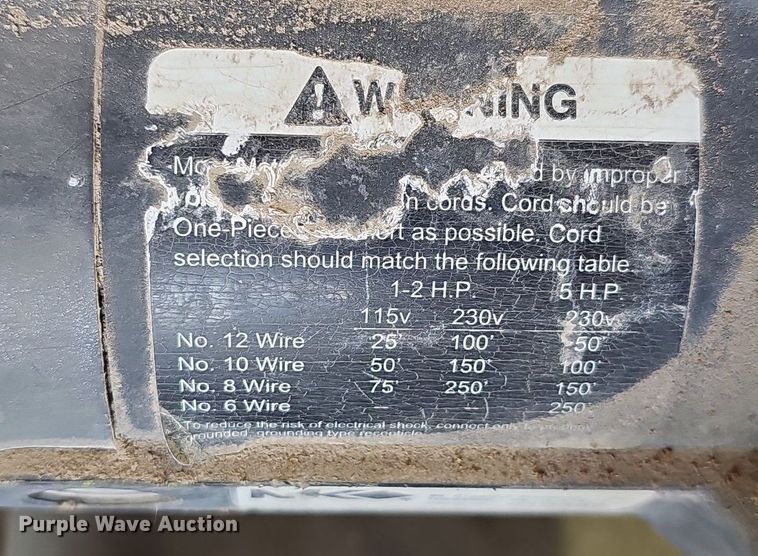 W NING
Mo by improper
n cords. Cord should be
One-Piece as possible. Cord
selection should match the following table.
1-2 H.P. 5 H.P.
115v 230v 230v
No. 12 Wire 25' 100' 50'
No. 10 Wire 50' 150' 100'
No. 8 Wire 75' 250' 150'
No. 6 Wire — — 250'
To reduce the risk of electrical shock, connect only to
grounded, grounding type recepticle
Purple Wave Auction